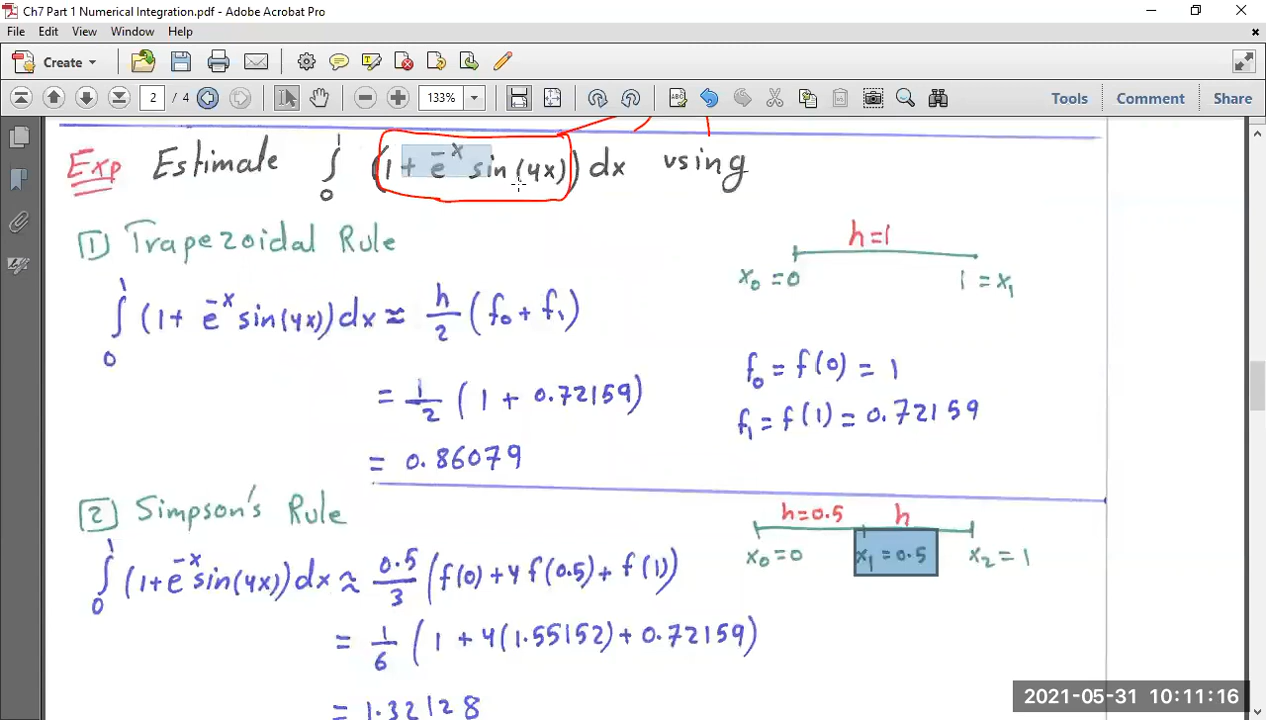 Ch7 Part 1 Numerical Integration.pdf - Adobe Acrobat Pro
File Edit View Window Help
Create
2 / 4 133% Tools Comment Share
Exp Estimate ∫₀¹ (1 + e^-x sin(4x)) dx using
1 Trapezoidal Rule
h=1
x₀ = 0 1 = x₁
∫₀¹ (1 + e^-x sin(4x)) dx ≈ h/2 (f₀ + f₁)
f₀ = f(0) = 1
= 1/2 (1 + 0.72159)
f₁ = f(1) = 0.72159
= 0.86079
2 Simpson's Rule
h=0.5 h
x₀=0 x₁=0.5 x₂=1
∫₀¹ (1+e^-x sin(4x)) dx ≈ 0.5/3 (f(0)+4f(0.5)+f(1))
= 1/6 (1 + 4(1.55152) + 0.72159)
= 1.32128
2021-05-31 10:11:16